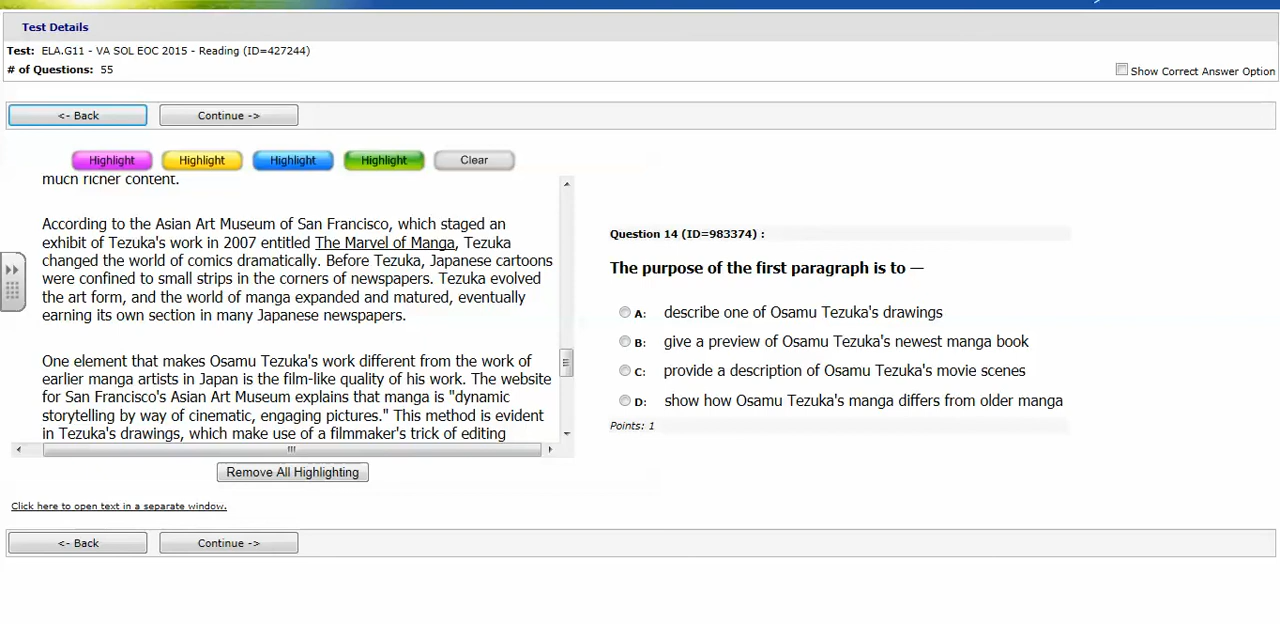 Test Details
Test: ELA.G11 - VA SOL EOC 2015 - Reading (ID=427244)
# of Questions: 55
Show Correct Answer Option
<- Back
Continue ->
Highlight
Highlight
Highlight
Highlight
Clear
much richer content.
According to the Asian Art Museum of San Francisco, which staged an
exhibit of Tezuka's work in 2007 entitled The Marvel of Manga, Tezuka
changed the world of comics dramatically. Before Tezuka, Japanese cartoons
were confined to small strips in the corners of newspapers. Tezuka evolved
the art form, and the world of manga expanded and matured, eventually
earning its own section in many Japanese newspapers.
One element that makes Osamu Tezuka's work different from the work of
earlier manga artists in Japan is the film-like quality of his work. The website
for San Francisco's Asian Art Museum explains that manga is "dynamic
storytelling by way of cinematic, engaging pictures." This method is evident
in Tezuka's drawings, which make use of a filmmaker's trick of editing
Remove All Highlighting
Click here to open text in a separate window.
Question 14 (ID=983374) :
The purpose of the first paragraph is to —
A: describe one of Osamu Tezuka's drawings
B: give a preview of Osamu Tezuka's newest manga book
C: provide a description of Osamu Tezuka's movie scenes
D: show how Osamu Tezuka's manga differs from older manga
Points: 1
<- Back
Continue ->